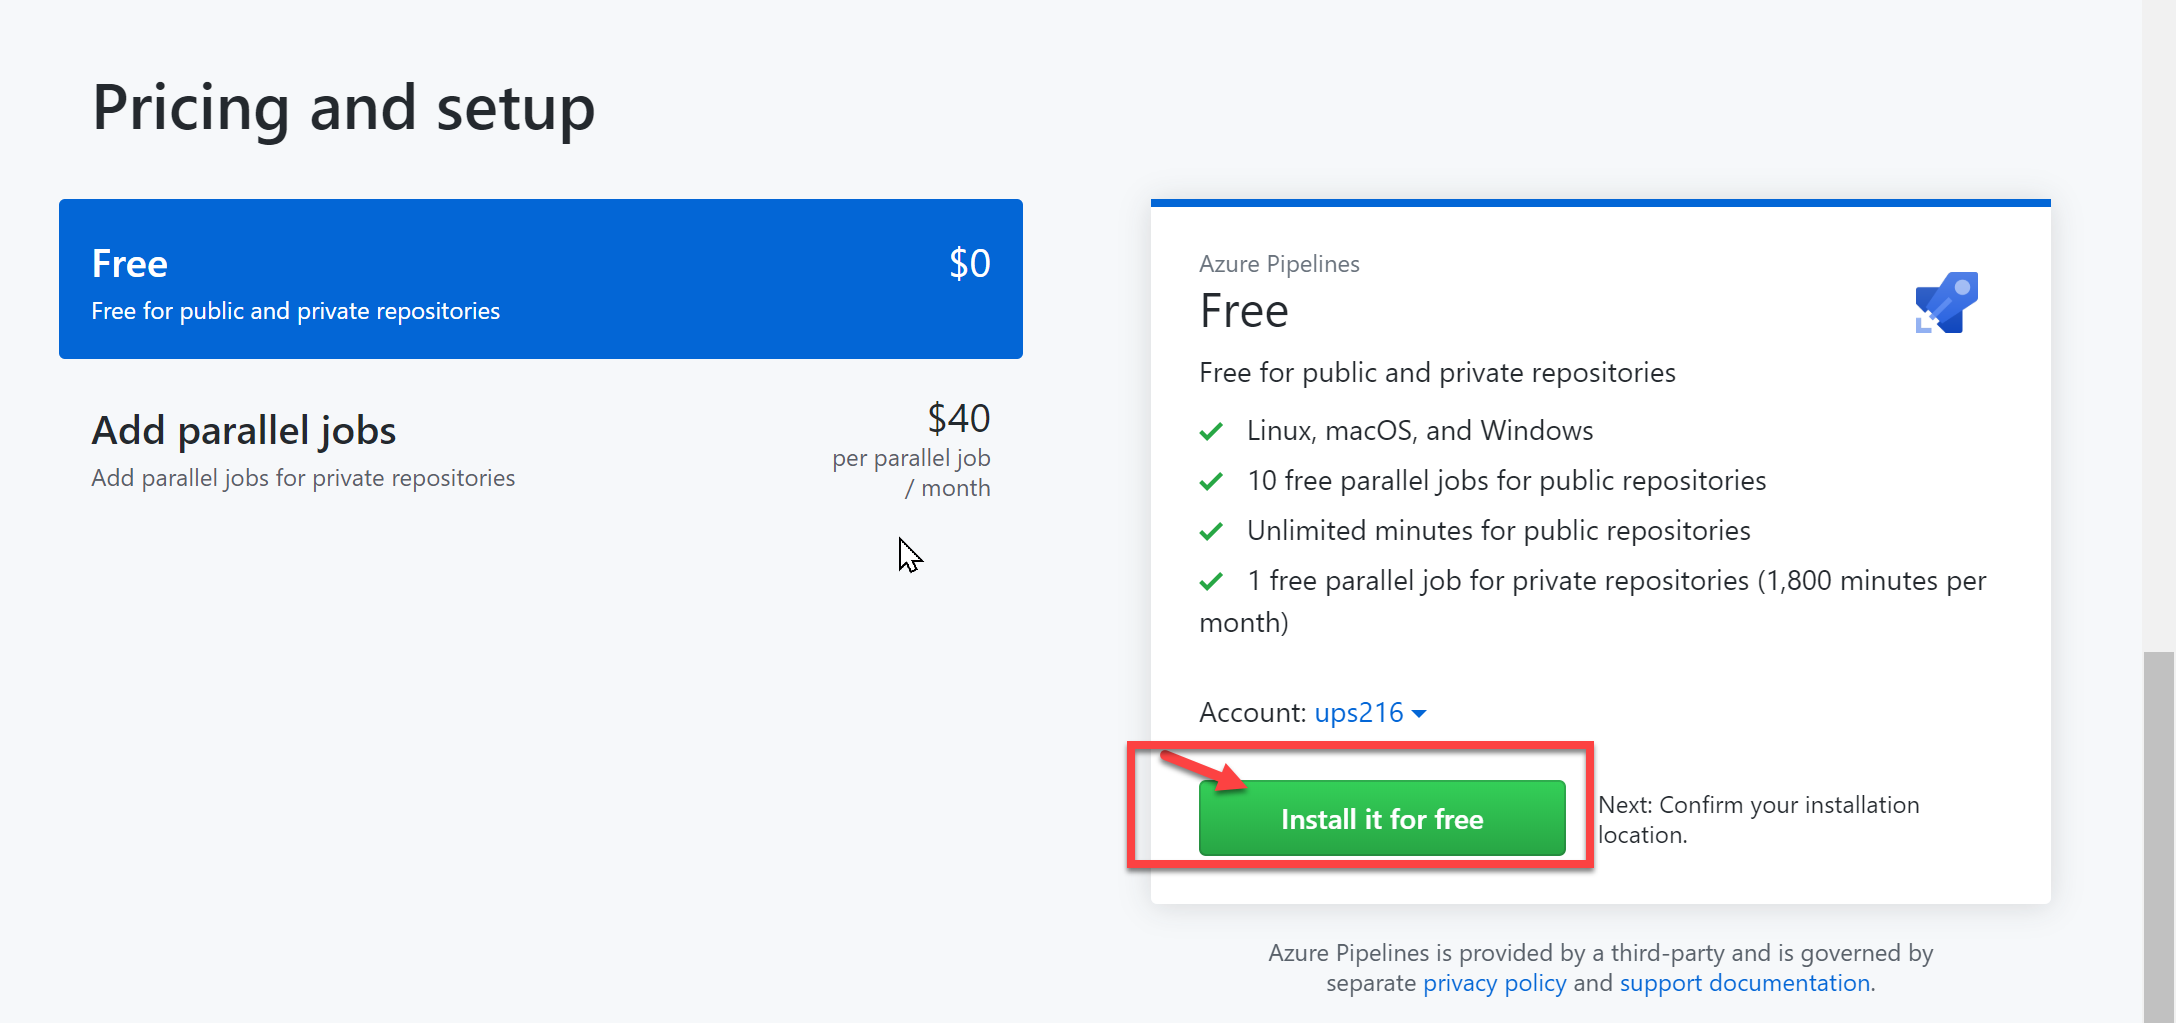 Pricing and setup
Free
$0
Free for public and private repositories
Add parallel jobs
$40
Add parallel jobs for private repositories
per parallel job
/ month
Azure Pipelines
Free
Free for public and private repositories
Linux, macOS, and Windows
10 free parallel jobs for public repositories
Unlimited minutes for public repositories
1 free parallel job for private repositories (1,800 minutes per
month)
Account: ups216
Install it for free
Next: Confirm your installation
location.
Azure Pipelines is provided by a third-party and is governed by
separate privacy policy and support documentation.